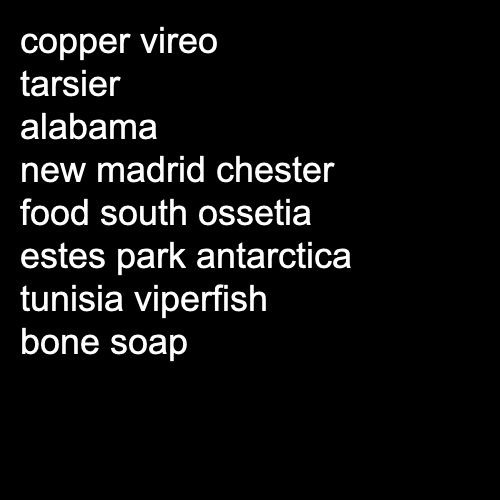 copper vireo
tarsier
alabama
new madrid chester
food south ossetia
estes park antarctica
tunisia viperfish
bone soap